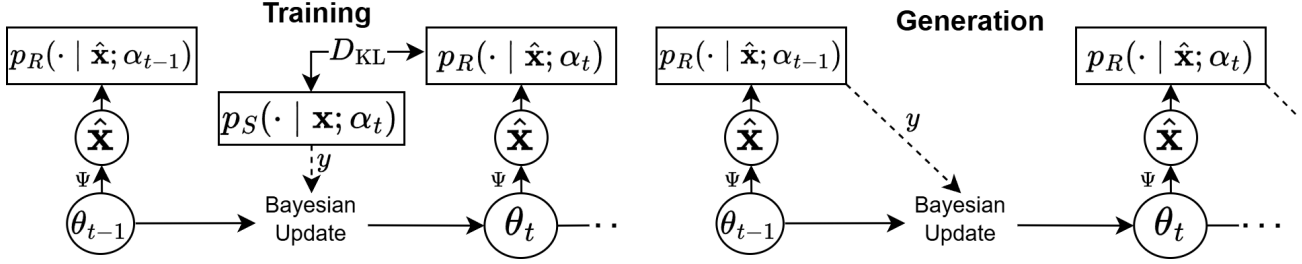 Training
p_R(· | x̂; α_{t−1})
D_KL
p_R(· | x̂; α_t)
p_S(· | x; α_t)
x̂
y
x̂
Ψ
Ψ
θ_{t−1}
Bayesian
Update
θ_t
··
Generation
p_R(· | x̂; α_{t−1})
p_R(· | x̂; α_t)
y
x̂
x̂
Ψ
Ψ
θ_{t−1}
Bayesian
Update
θ_t
···